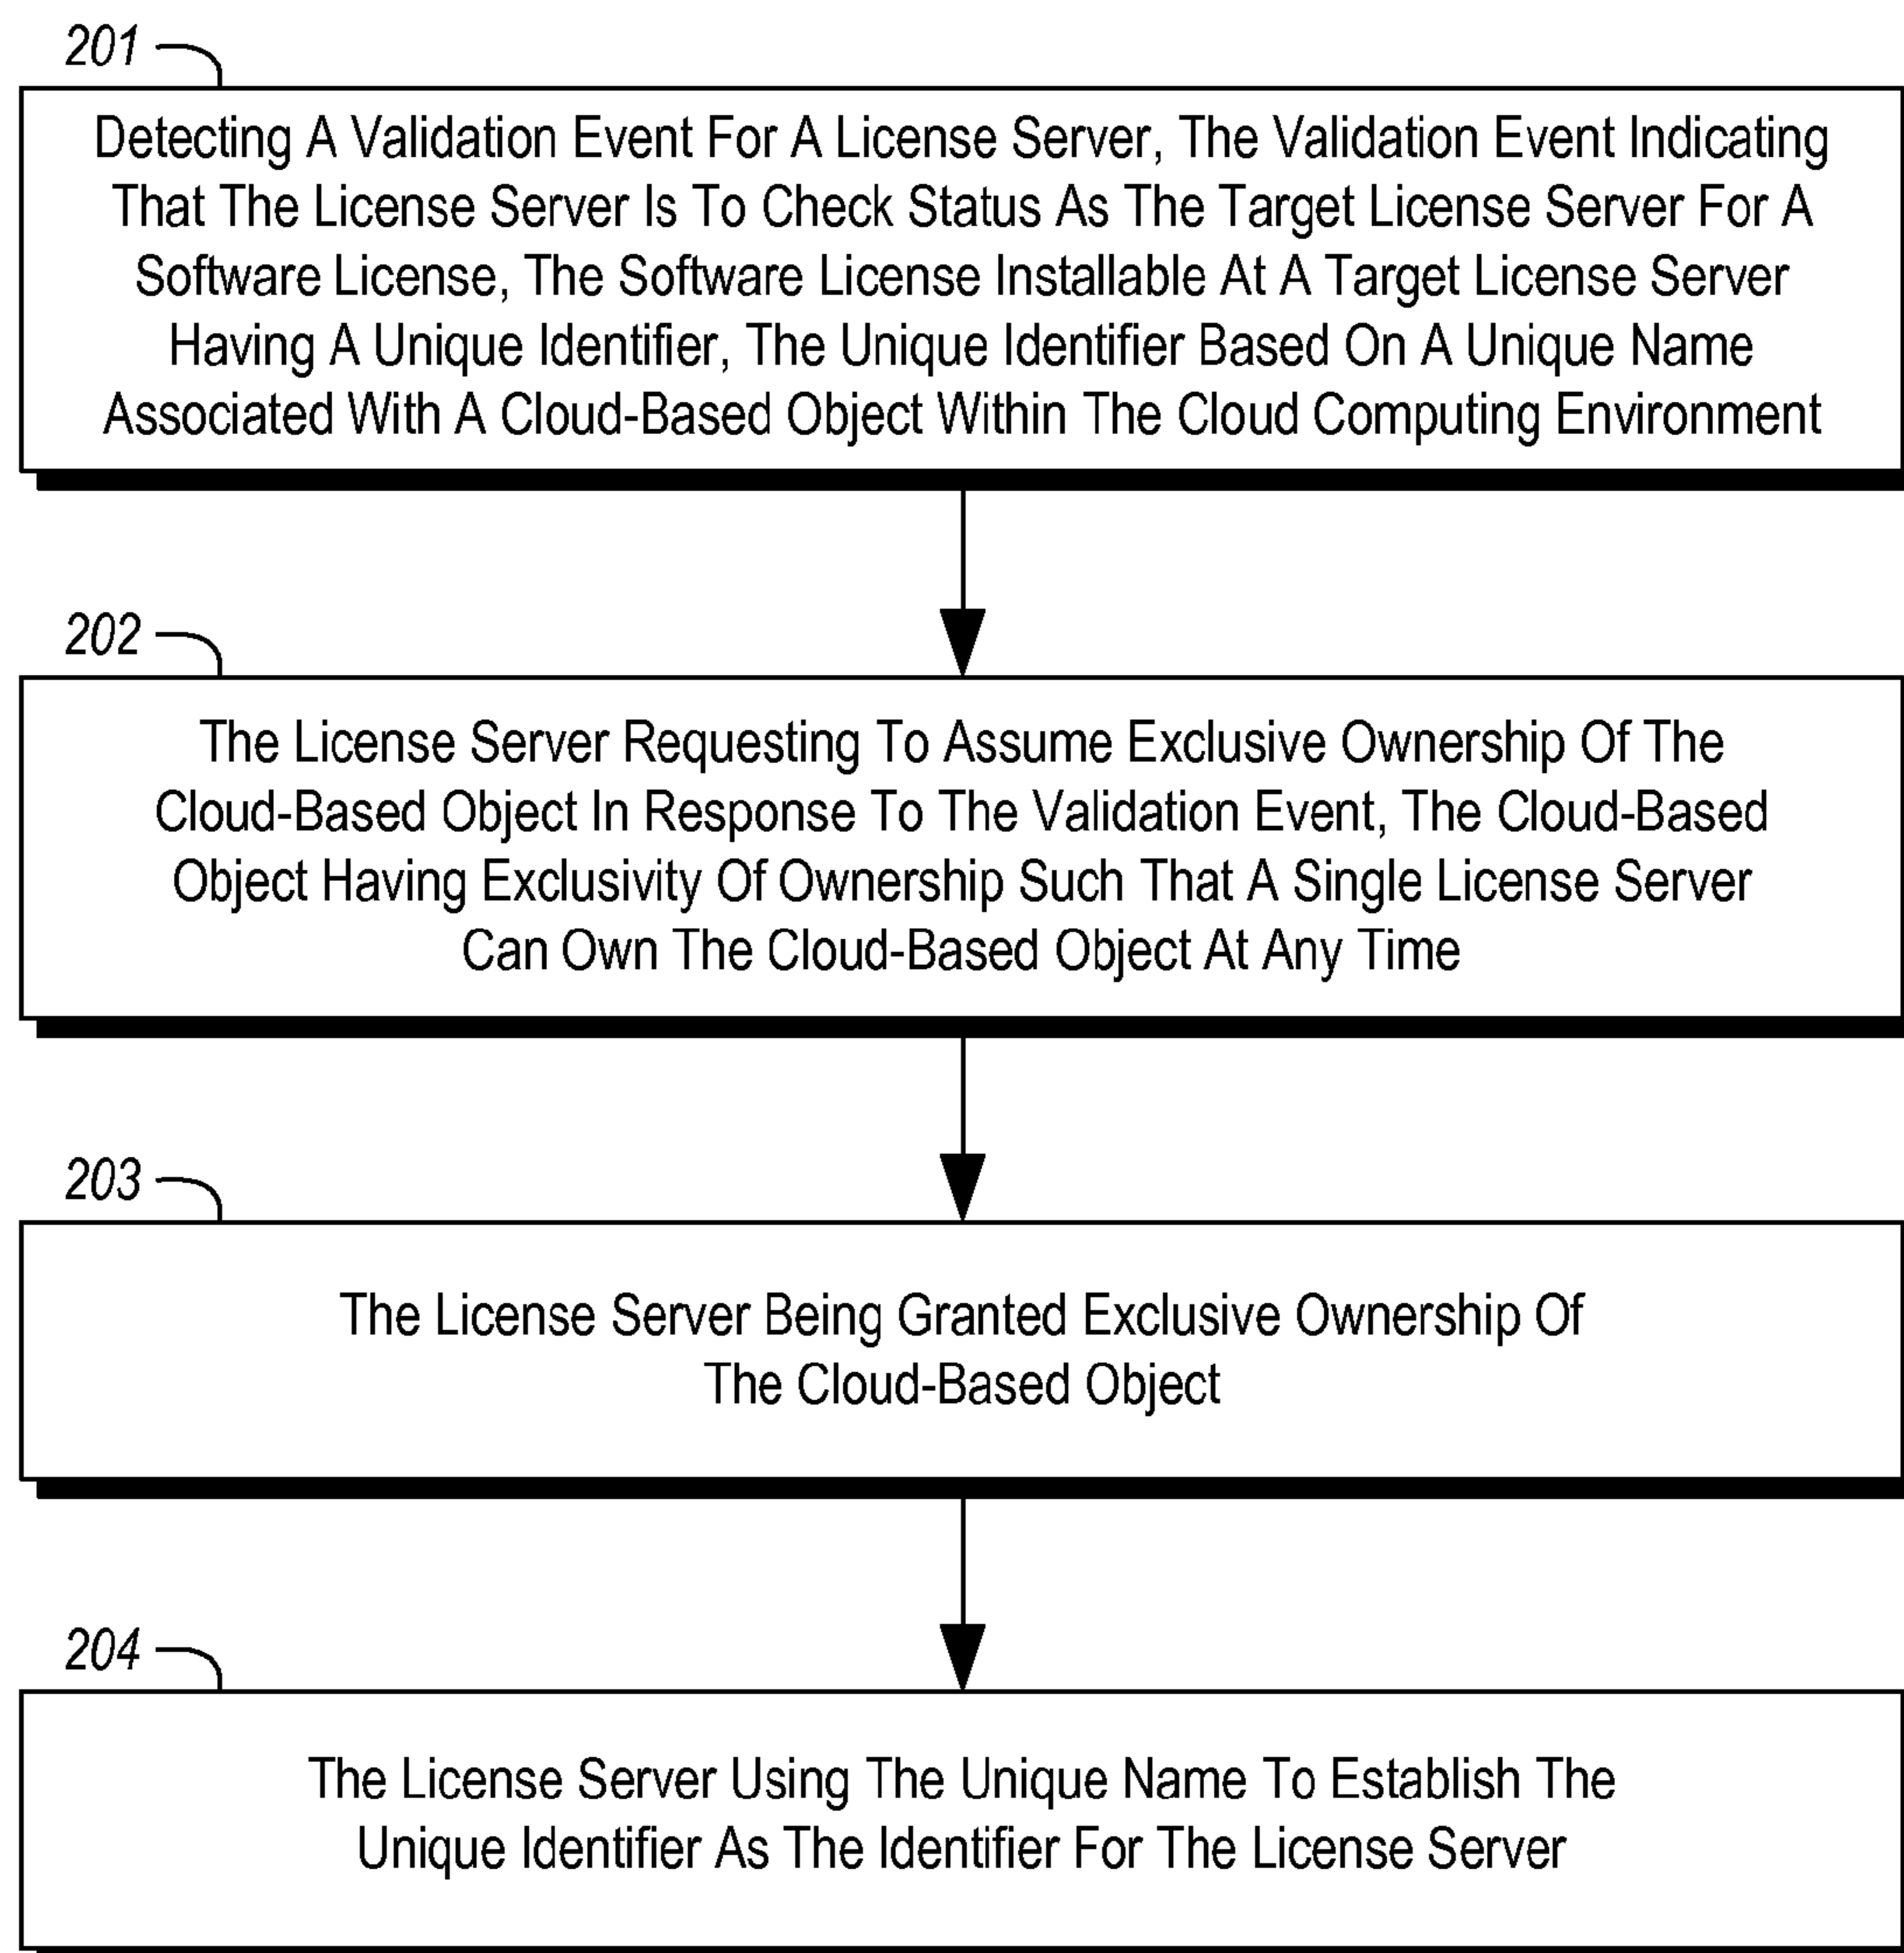 201
Detecting A Validation Event For A License Server, The Validation Event Indicating
That The License Server Is To Check Status As The Target License Server For A
Software License, The Software License Installable At A Target License Server
Having A Unique Identifier, The Unique Identifier Based On A Unique Name
Associated With A Cloud-Based Object Within The Cloud Computing Environment
202
The License Server Requesting To Assume Exclusive Ownership Of The
Cloud-Based Object In Response To The Validation Event, The Cloud-Based
Object Having Exclusivity Of Ownership Such That A Single License Server
Can Own The Cloud-Based Object At Any Time
203
The License Server Being Granted Exclusive Ownership Of
The Cloud-Based Object
204
The License Server Using The Unique Name To Establish The
Unique Identifier As The Identifier For The License Server